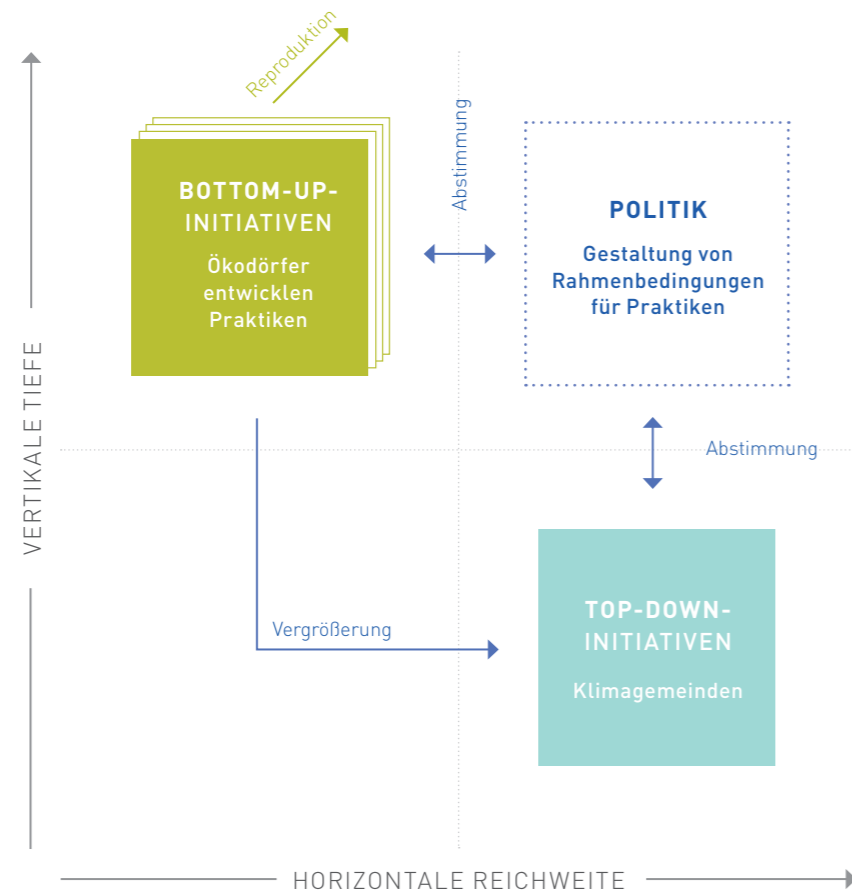 Reproduktion
BOTTOM-UP-
INITIATIVEN
Ökodörfer
entwicklen
Praktiken
Abstimmung
POLITIK
Gestaltung von
Rahmenbedingungen
für Praktiken
VERTIKALE TIEFE
Abstimmung
Vergrößerung
TOP-DOWN-
INITIATIVEN
Klimagemeinden
HORIZONTALE REICHWEITE